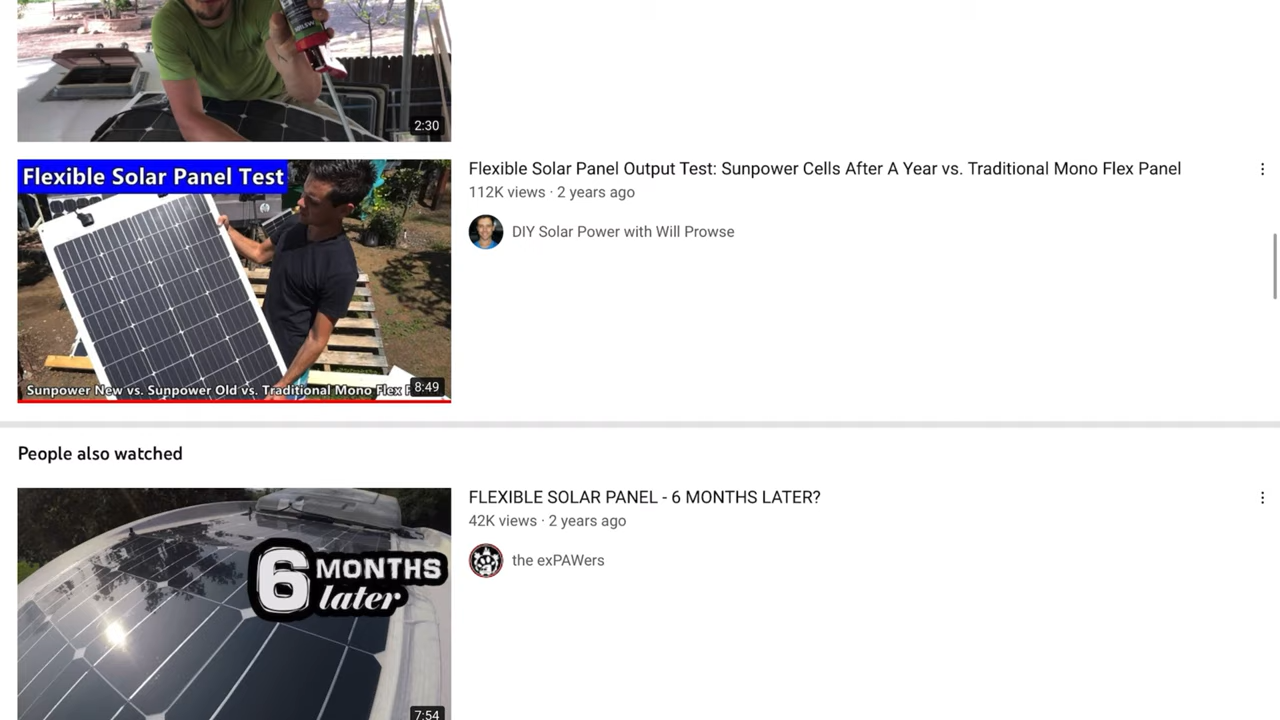 2:30
Flexible Solar Panel Test
Sunpower New vs. Sunpower Old vs. Traditional Mono Flex
8:49
Flexible Solar Panel Output Test: Sunpower Cells After A Year vs. Traditional Mono Flex Panel
112K views · 2 years ago
DIY Solar Power with Will Prowse
People also watched
6 MONTHS
later
7:54
FLEXIBLE SOLAR PANEL - 6 MONTHS LATER?
42K views · 2 years ago
the exPAWers